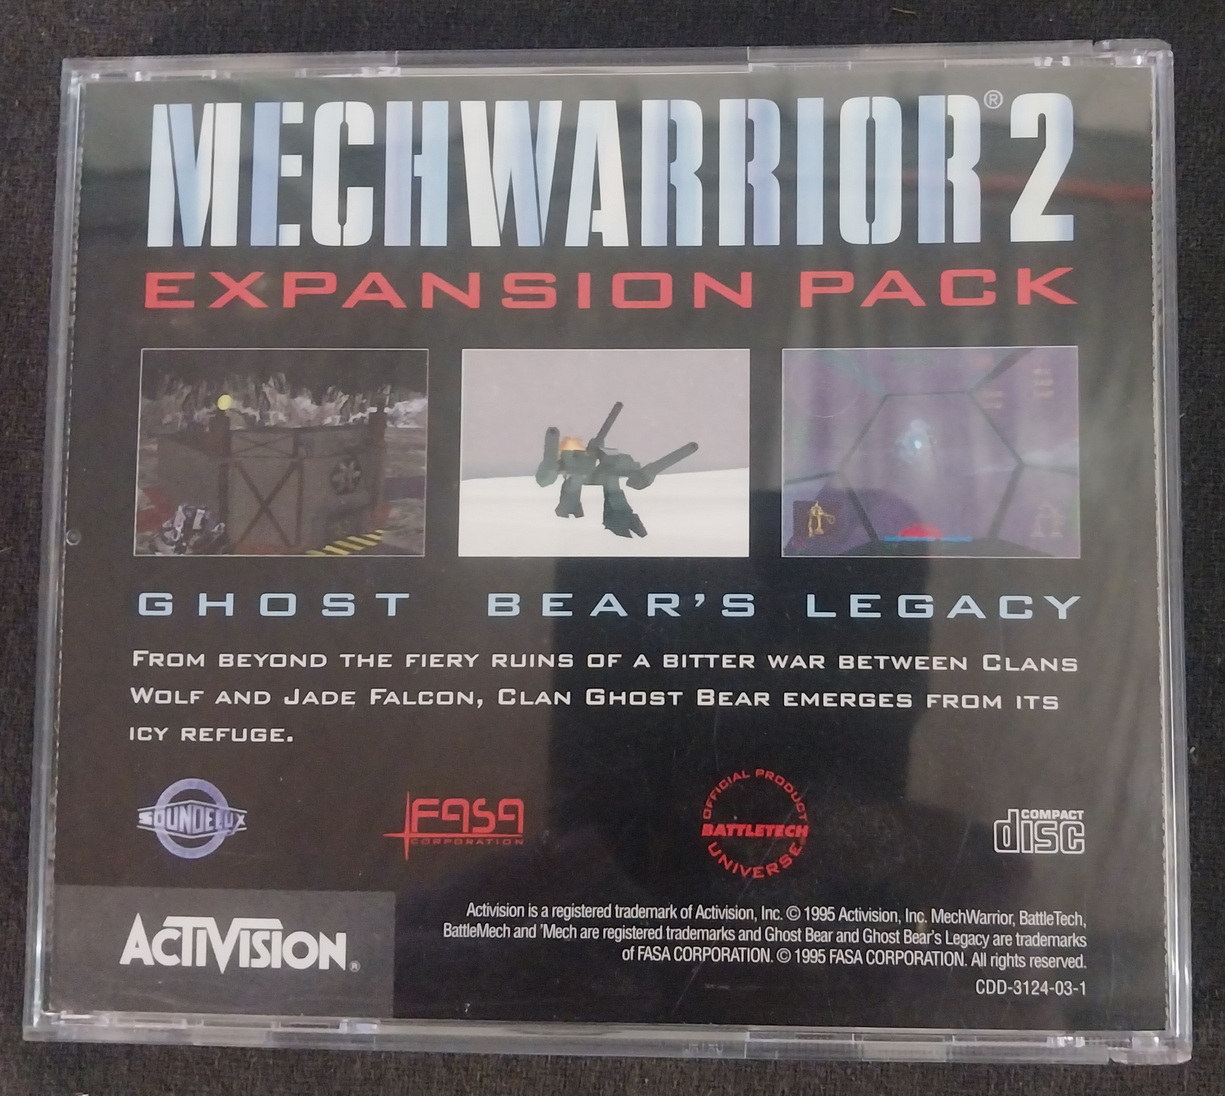 MECHWARRIOR® 2
EXPANSION PACK
GHOST BEAR'S LEGACY
FROM BEYOND THE FIERY RUINS OF A BITTER WAR BETWEEN CLANS
WOLF AND JADE FALCON, CLAN GHOST BEAR EMERGES FROM ITS
ICY REFUGE.
SOUNDELUX
FASA
CORPORATION
OFFICIAL PRODUCT
BATTLETECH
UNIVERSE
COMPACT
disc
ACTIVISION®
Activision is a registered trademark of Activision, Inc. © 1995 Activision, Inc. MechWarrior, BattleTech,
BattleMech and 'Mech are registered trademarks and Ghost Bear and Ghost Bear's Legacy are trademarks
of FASA CORPORATION. © 1995 FASA CORPORATION. All rights reserved.
CDD-3124-03-1